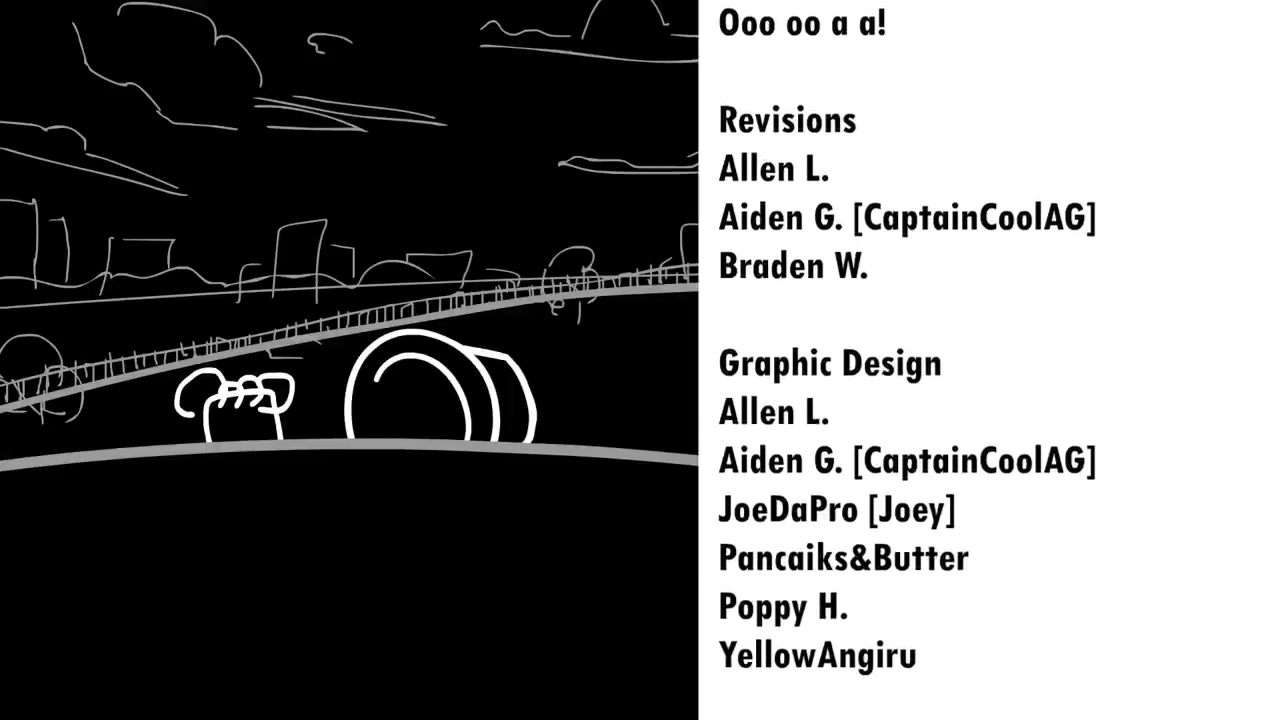 Ooo oo a a!
Revisions
Allen L.
Aiden G. [CaptainCoolAG]
Braden W.
Graphic Design
Allen L.
Aiden G. [CaptainCoolAG]
JoeDaPro [Joey]
Pancaiks&Butter
Poppy H.
YellowAngiru